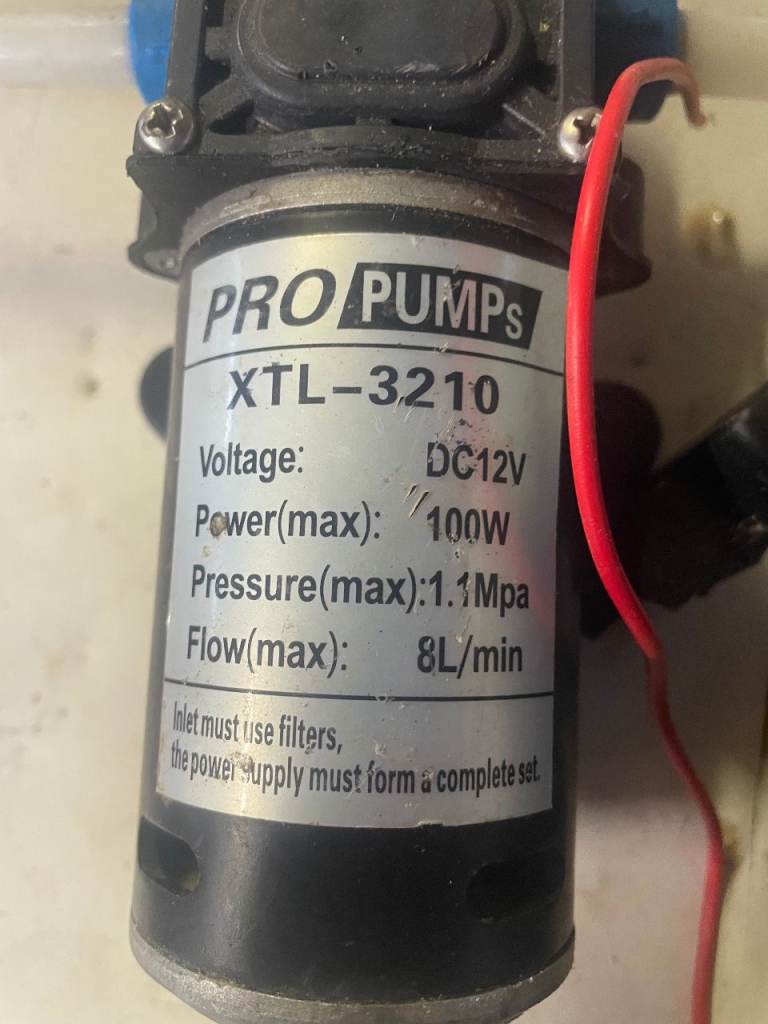 PRO PUMPs
XTL-3210
Voltage: DC12V
Power(max): 100W
Pressure(max):1.1Mpa
Flow(max): 8L/min
Inlet must use filters,
the power supply must form a complete set.